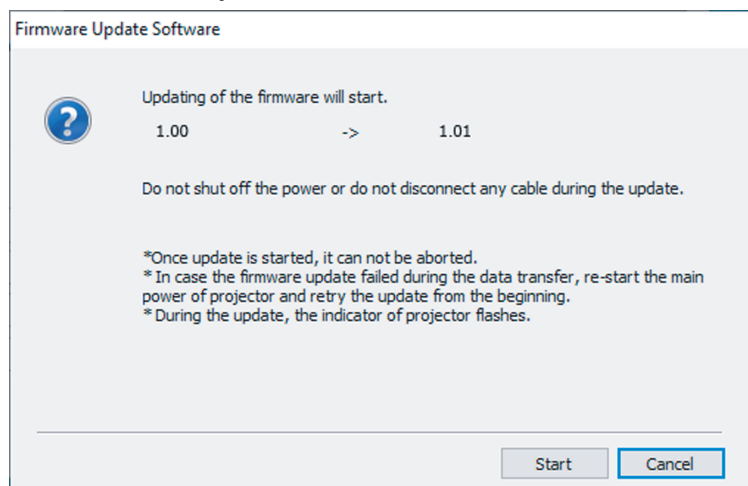 Firmware Update Software
Updating of the firmware will start.
1.00 -> 1.01
Do not shut off the power or do not disconnect any cable during the update.
*Once update is started, it can not be aborted.
* In case the firmware update failed during the data transfer, re-start the main
power of projector and retry the update from the beginning.
* During the update, the indicator of projector flashes.
Start Cancel